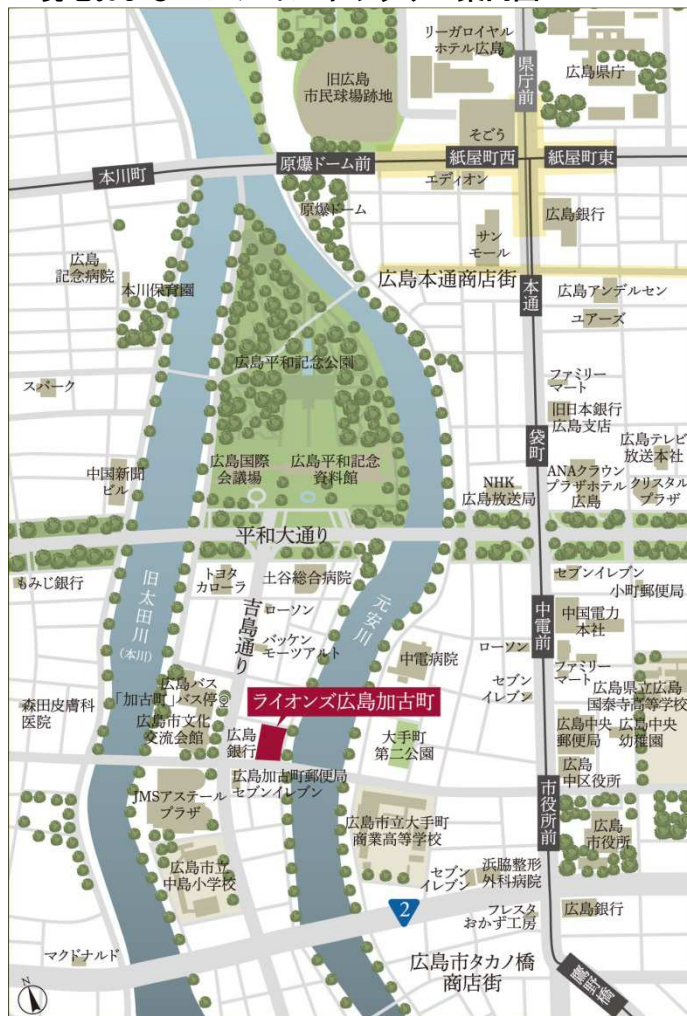 リーガロイヤル
ホテル広島
県庁前
広島県庁
旧広島
市民球場跡地
そごう
本川町
原爆ドーム前
紙屋町西
紙屋町東
エディオン
原爆ドーム
広島銀行
サン
モール
広島
記念病院
本川保育園
広島本通商店街
本通
広島アンデルセン
ユアーズ
広島平和記念公園
スパーク
ファミリー
マート
旧日本銀行
広島支店
袋町
広島テレビ
放送本社
中国新聞
ビル
広島国際
会議場
広島平和記念
資料館
NHK
広島放送局
ANAクラウン
プラザホテル
広島
クリスタル
プラザ
平和大通り
もみじ銀行
旧太田川
(本川)
トヨタ
カローラ
土谷総合病院
吉島通り
ローソン
元安川
セブンイレブン
小町郵便局
中電前
中国電力
本社
バッケン
モーツアルト
中電病院
ローソン
ファミリー
マート
セブン
イレブン
森田皮膚科
医院
広島バス
「加古町」バス停
広島市文化
交流会館
ライオンズ広島加古町
広島
銀行
大手町
第二公園
広島県立広島
国泰寺高等学校
広島中央
郵便局
広島中央
幼稚園
広島
中区役所
広島加古町郵便局
セブンイレブン
JMSアステール
プラザ
市役所前
広島市立大手町
商業高等学校
広島
市役所
広島市立
中島小学校
セブン
イレブン
浜脇整形
外科病院
2
フレスタ
おかず工房
広島銀行
マクドナルド
広島市タカノ橋
商店街
鷹野橋
N